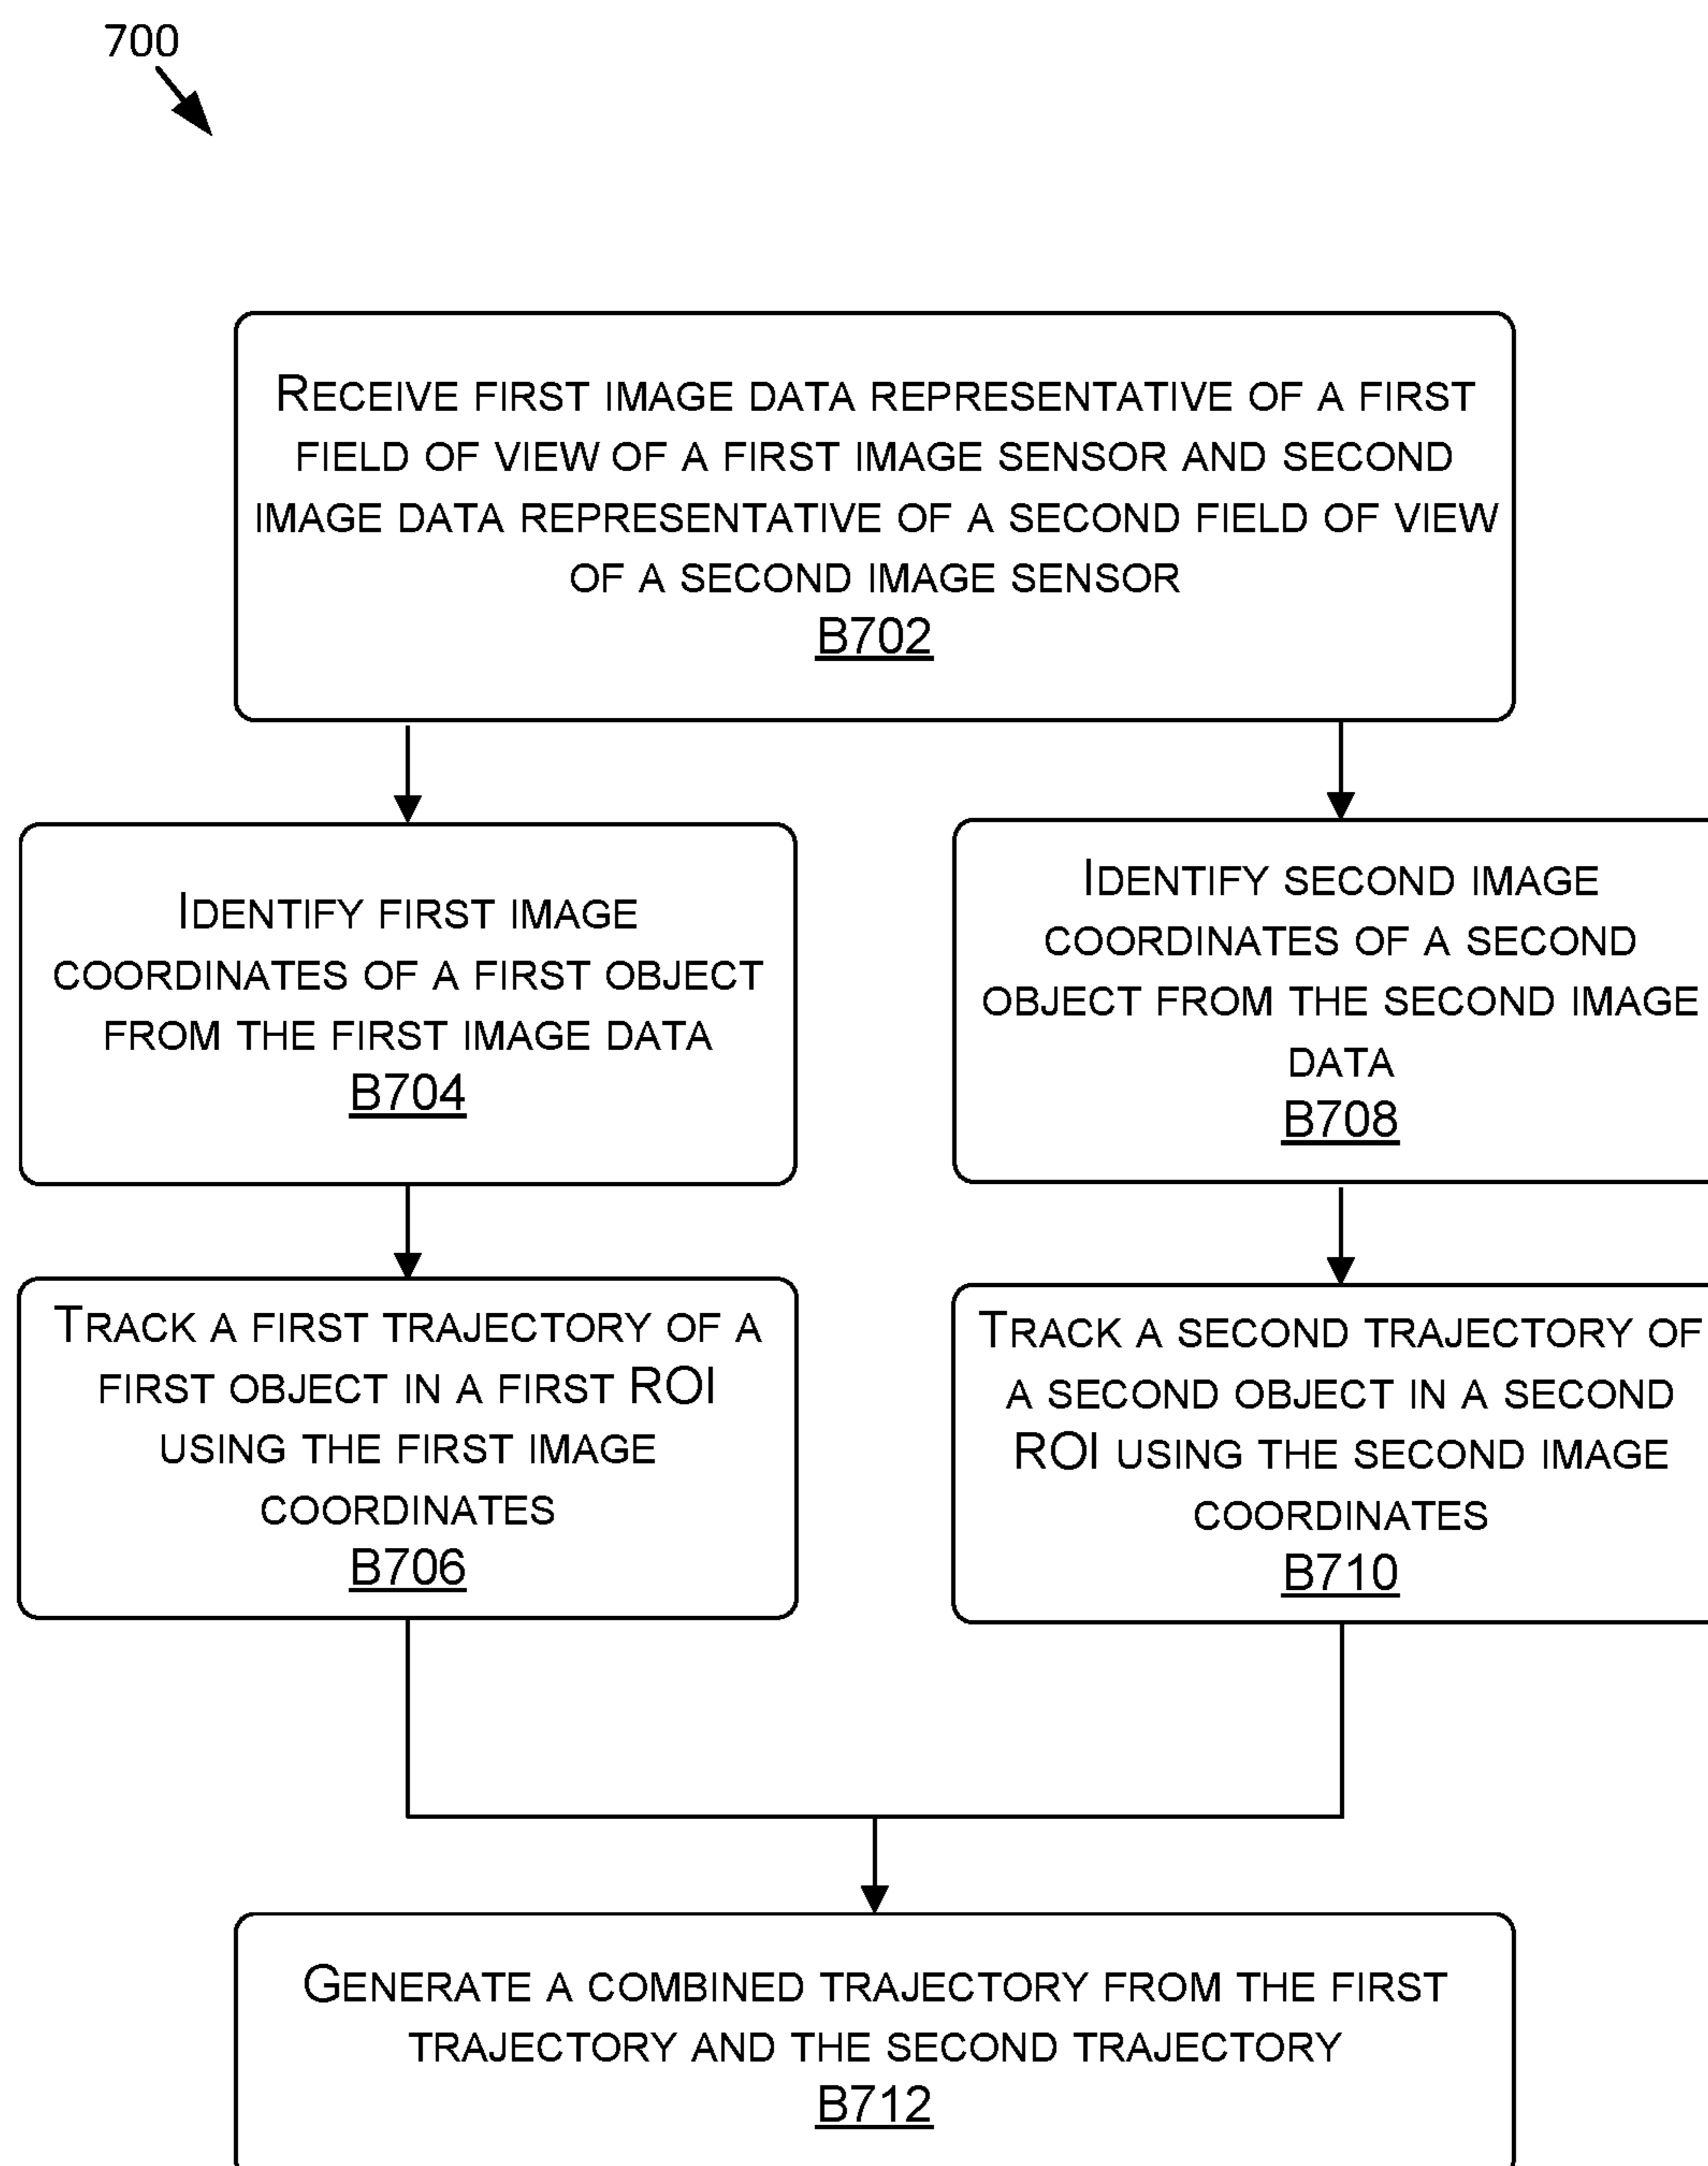 700
RECEIVE FIRST IMAGE DATA REPRESENTATIVE OF A FIRST
FIELD OF VIEW OF A FIRST IMAGE SENSOR AND SECOND
IMAGE DATA REPRESENTATIVE OF A SECOND FIELD OF VIEW
OF A SECOND IMAGE SENSOR
B702
IDENTIFY FIRST IMAGE
COORDINATES OF A FIRST OBJECT
FROM THE FIRST IMAGE DATA
B704
IDENTIFY SECOND IMAGE
COORDINATES OF A SECOND
OBJECT FROM THE SECOND IMAGE
DATA
B708
TRACK A FIRST TRAJECTORY OF A
FIRST OBJECT IN A FIRST ROI
USING THE FIRST IMAGE
COORDINATES
B706
TRACK A SECOND TRAJECTORY OF
A SECOND OBJECT IN A SECOND
ROI USING THE SECOND IMAGE
COORDINATES
B710
GENERATE A COMBINED TRAJECTORY FROM THE FIRST
TRAJECTORY AND THE SECOND TRAJECTORY
B712